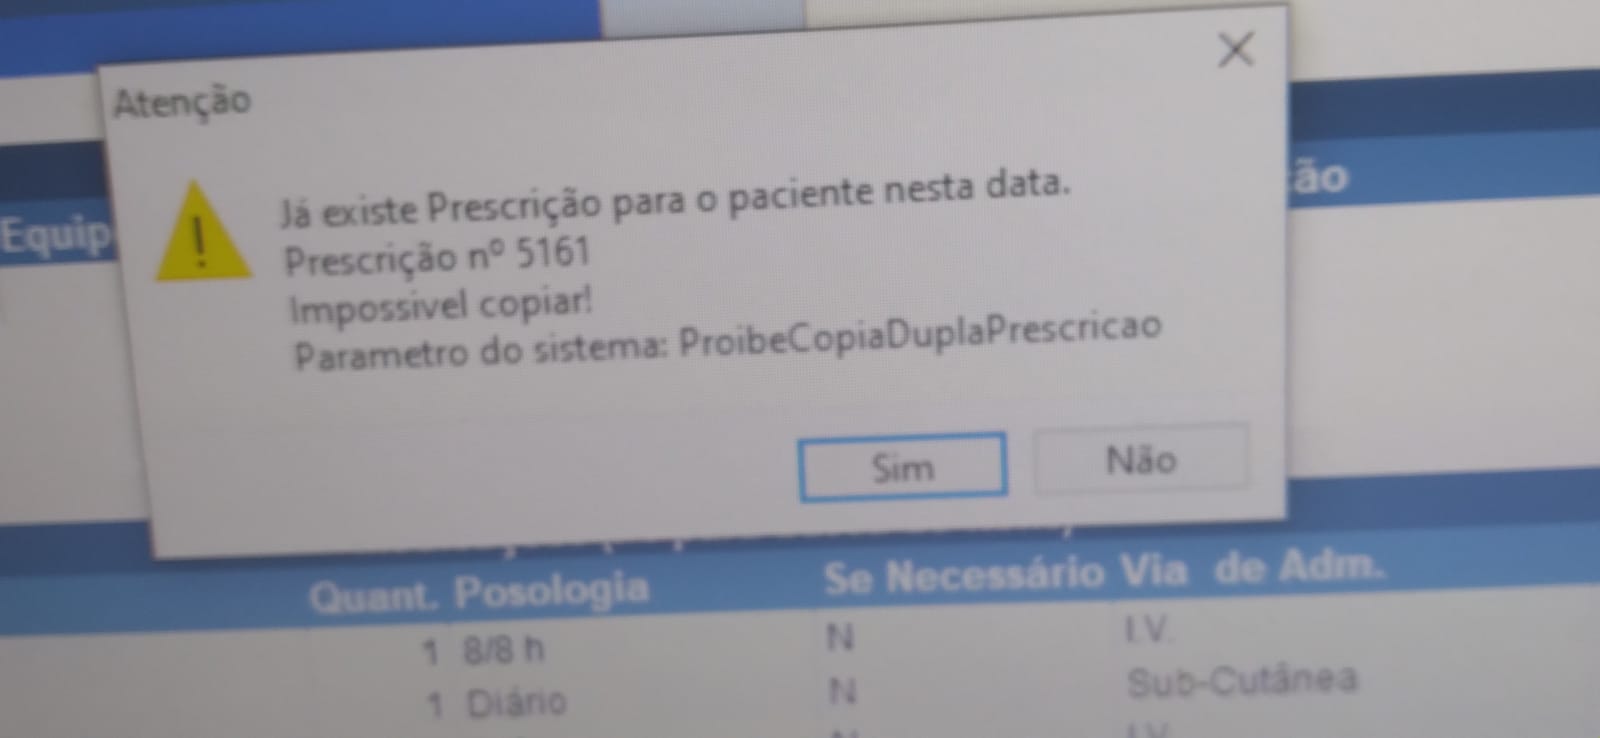 Atenção
Já existe Prescrição para o paciente nesta data.
Prescrição nº 5161
Impossivel copiar!
Parametro do sistema: ProibeCopiaDuplaPrescricao
Sim Não
Equip
ão
Quant. Posologia Se Necessário Via de Adm.
1 8/8 h N I.V.
1 Diário N Sub-Cutânea